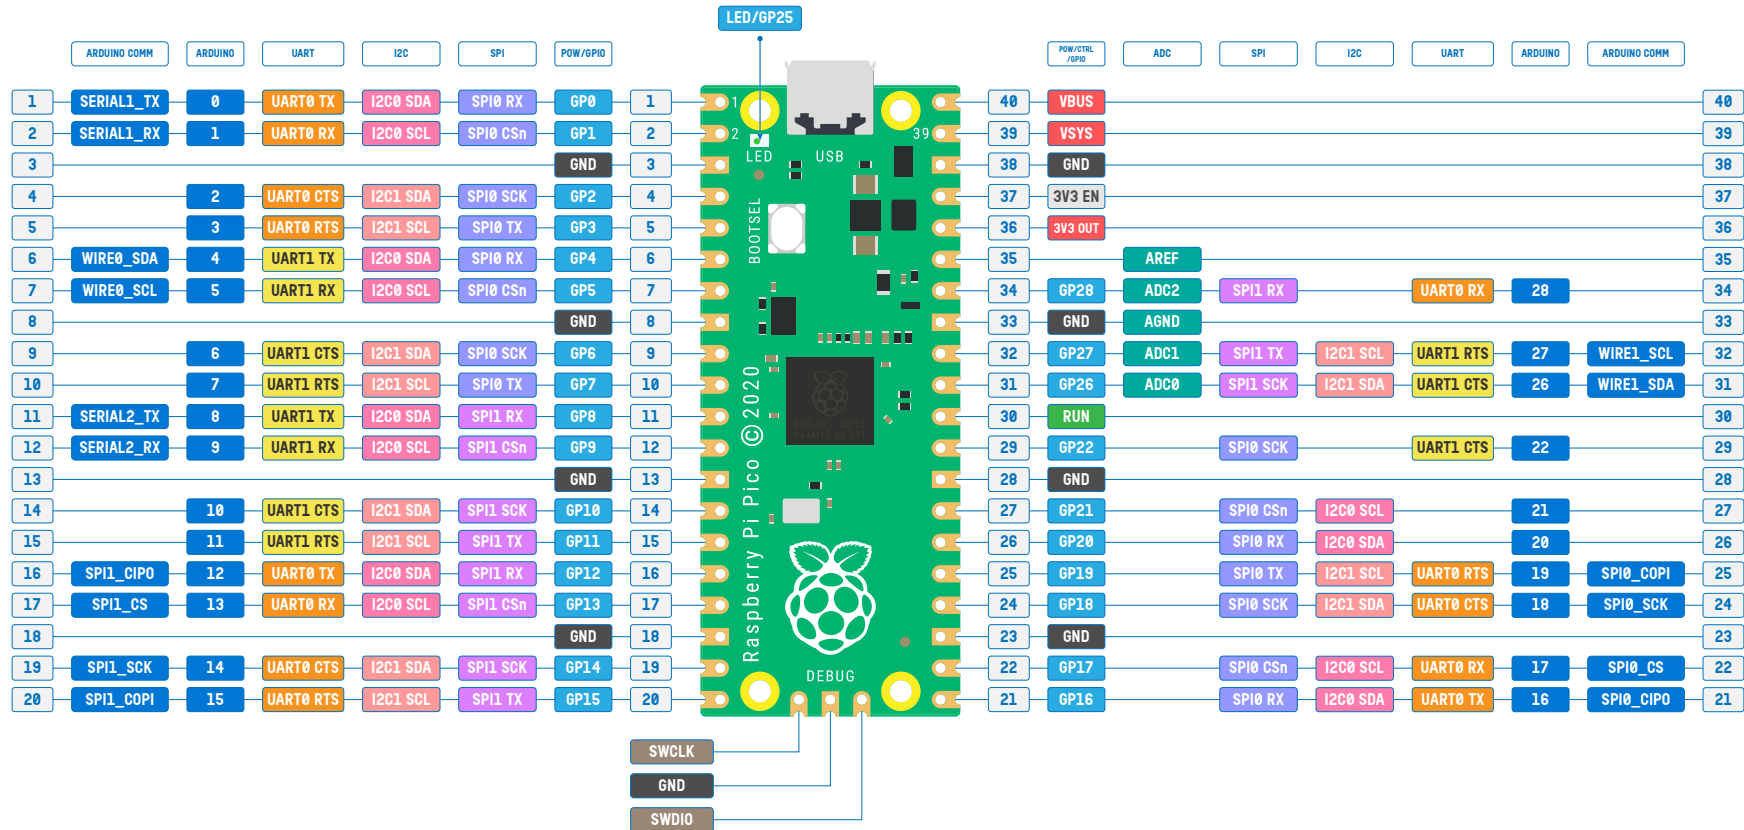 LED/GP25
ARDUINO COMM ARDUINO UART I2C SPI POW/GPIO POW/CTRL /GPIO ADC SPI I2C UART ARDUINO ARDUINO COMM
1 SERIAL1_TX 0 UART0 TX I2C0 SDA SPI0 RX GP0 1 1 40 VBUS 40
2 SERIAL1_RX 1 UART0 RX I2C0 SCL SPI0 CSn GP1 2 2 39 39 VSYS 39
LED USB
3 GND 3 38 GND 38
4 2 UART0 CTS I2C1 SDA SPI0 SCK GP2 4 37 3V3 EN 37
5 3 UART0 RTS I2C1 SCL SPI0 TX GP3 5 36 3V3 OUT 36
BOOTSEL
6 WIRE0_SDA 4 UART1 TX I2C0 SDA SPI0 RX GP4 6 35 AREF 35
7 WIRE0_SCL 5 UART1 RX I2C0 SCL SPI0 CSn GP5 7 34 GP28 ADC2 SPI1 RX UART0 RX 28 34
8 GND 8 33 GND AGND 33
9 6 UART1 CTS I2C1 SDA SPI0 SCK GP6 9 32 GP27 ADC1 SPI1 TX I2C1 SCL UART1 RTS 27 WIRE1_SCL 32
10 7 UART1 RTS I2C1 SCL SPI0 TX GP7 10 31 GP26 ADC0 SPI1 SCK I2C1 SDA UART1 CTS 26 WIRE1_SDA 31
11 SERIAL2_TX 8 UART1 TX I2C0 SDA SPI1 RX GP8 11 30 RUN 30
12 SERIAL2_RX 9 UART1 RX I2C0 SCL SPI1 CSn GP9 12 29 GP22 SPI0 SCK UART1 CTS 22 29
13 GND 13 28 GND 28
14 10 UART1 CTS I2C1 SDA SPI1 SCK GP10 14 27 GP21 SPI0 CSn I2C0 SCL 21 27
15 11 UART1 RTS I2C1 SCL SPI1 TX GP11 15 26 GP20 SPI0 RX I2C0 SDA 20 26
Raspberry Pi Pico ©2020
16 SPI1_CIPO 12 UART0 TX I2C0 SDA SPI1 RX GP12 16 25 GP19 SPI0 TX I2C1 SCL UART0 RTS 19 SPI0_COPI 25
17 SPI1_CS 13 UART0 RX I2C0 SCL SPI1 CSn GP13 17 24 GP18 SPI0 SCK I2C1 SDA UART0 CTS 18 SPI0_SCK 24
18 GND 18 23 GND 23
19 SPI1_SCK 14 UART0 CTS I2C1 SDA SPI1 SCK GP14 19 22 GP17 SPI0 CSn I2C0 SCL UART0 RX 17 SPI0_CS 22
DEBUG
20 SPI1_COPI 15 UART0 RTS I2C1 SCL SPI1 TX GP15 20 21 GP16 SPI0 RX I2C0 SDA UART0 TX 16 SPI0_CIPO 21
SWCLK
GND
SWDIO